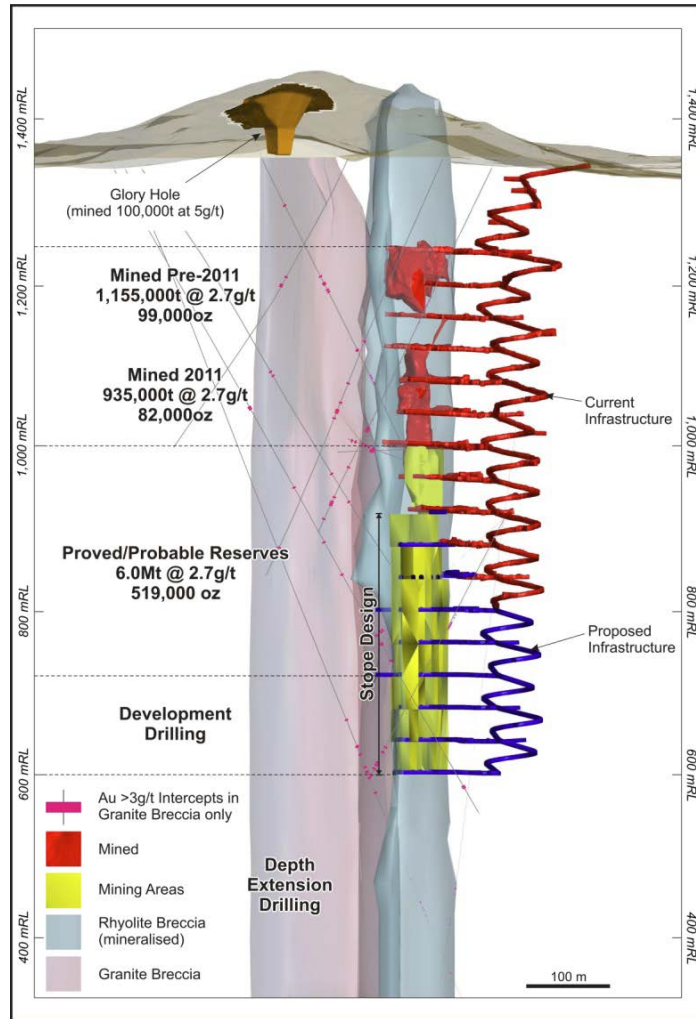 1,400 mRL
1,400 mRL
Glory Hole
(mined 100,000t at 5g/t)
1,200 mRL
1,200 mRL
Mined Pre-2011
1,155,000t @ 2.7g/t
99,000oz
Mined 2011
935,000t @ 2.7g/t
82,000oz
Current
Infrastructure
1,000 mRL
1,000 mRL
Proved/Probable Reserves
6.0Mt @ 2.7g/t
519,000 oz
Stope Design
800 mRL
800 mRL
Proposed
Infrastructure
Development
Drilling
600 mRL
600 mRL
Au >3g/t Intercepts in
Granite Breccia only
Mined
Mining Areas
Rhyolite Breccia
(mineralised)
Granite Breccia
Depth
Extension
Drilling
400 mRL
400 mRL
100 m